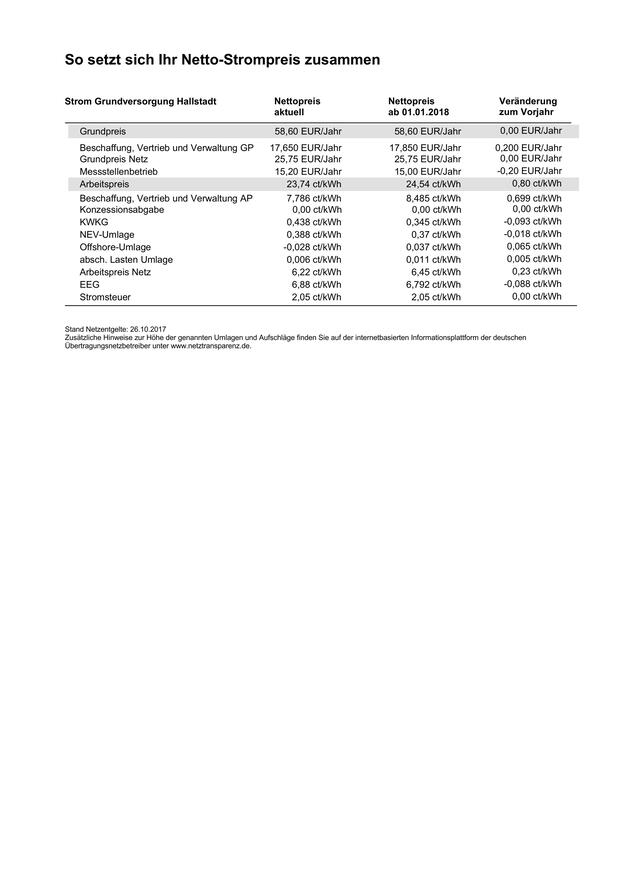 So setzt sich Ihr Netto-Strompreis zusammen
Strom Grundversorgung Hallstadt Nettopreis aktuell Nettopreis ab 01.01.2018 Veränderung zum Vorjahr
Grundpreis 58,60 EUR/Jahr 58,60 EUR/Jahr 0,00 EUR/Jahr
Beschaffung, Vertrieb und Verwaltung GP 17,650 EUR/Jahr 17,850 EUR/Jahr 0,200 EUR/Jahr
Grundpreis Netz 25,75 EUR/Jahr 25,75 EUR/Jahr 0,00 EUR/Jahr
Messstellenbetrieb 15,20 EUR/Jahr 15,00 EUR/Jahr -0,20 EUR/Jahr
Arbeitspreis 23,74 ct/kWh 24,54 ct/kWh 0,80 ct/kWh
Beschaffung, Vertrieb und Verwaltung AP 7,786 ct/kWh 8,485 ct/kWh 0,699 ct/kWh
Konzessionsabgabe 0,00 ct/kWh 0,00 ct/kWh 0,00 ct/kWh
KWKG 0,438 ct/kWh 0,345 ct/kWh -0,093 ct/kWh
NEV-Umlage 0,388 ct/kWh 0,37 ct/kWh -0,018 ct/kWh
Offshore-Umlage -0,028 ct/kWh 0,037 ct/kWh 0,065 ct/kWh
absch. Lasten Umlage 0,006 ct/kWh 0,011 ct/kWh 0,005 ct/kWh
Arbeitspreis Netz 6,22 ct/kWh 6,45 ct/kWh 0,23 ct/kWh
EEG 6,88 ct/kWh 6,792 ct/kWh -0,088 ct/kWh
Stromsteuer 2,05 ct/kWh 2,05 ct/kWh 0,00 ct/kWh
Stand Netzentgelte: 26.10.2017
Zusätzliche Hinweise zur Höhe der genannten Umlagen und Aufschläge finden Sie auf der internetbasierten Informationsplattform der deutschen
Übertragungsnetzbetreiber unter www.netztransparenz.de.